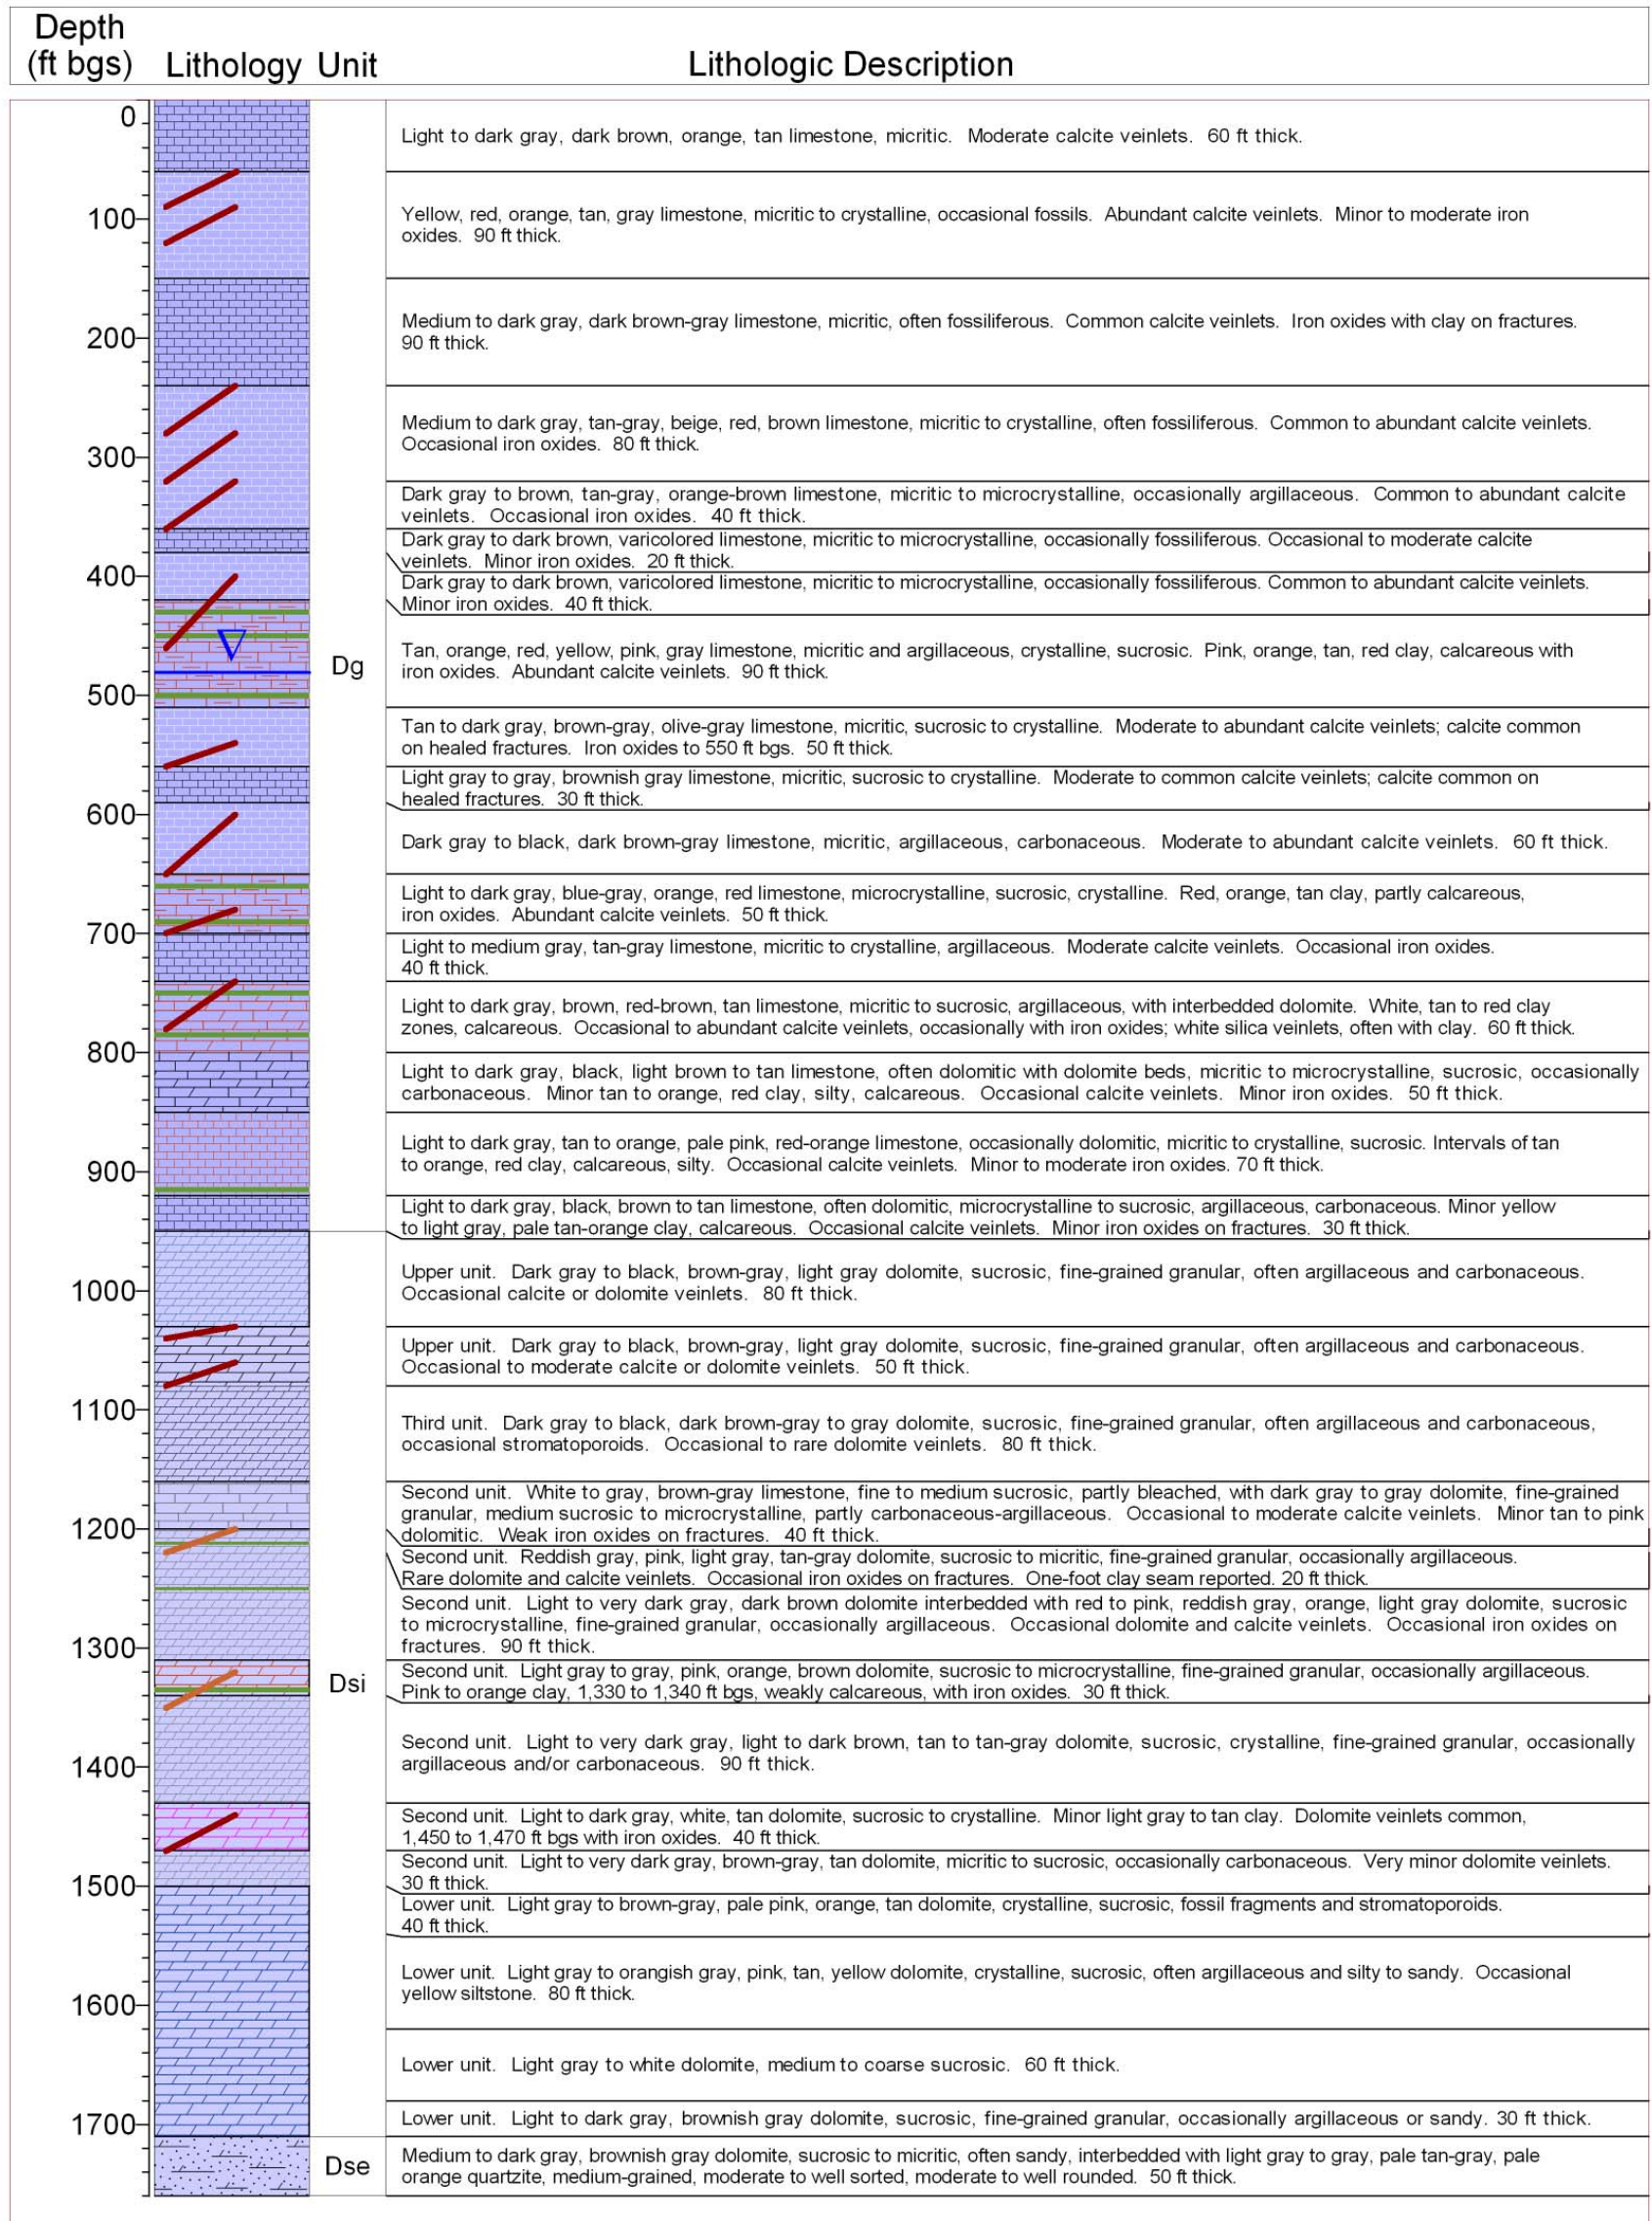 Depth
(ft bgs) Lithology Unit Lithologic Description
0
Light to dark gray, dark brown, orange, tan limestone, micritic. Moderate calcite veinlets. 60 ft thick.
100
Yellow, red, orange, tan, gray limestone, micritic to crystalline, occasional fossils. Abundant calcite veinlets. Minor to moderate iron
oxides. 90 ft thick.
Medium to dark gray, dark brown-gray limestone, micritic, often fossiliferous. Common calcite veinlets. Iron oxides with clay on fractures.
200
90 ft thick.
Medium to dark gray, tan-gray, beige, red, brown limestone, micritic to crystalline, often fossiliferous. Common to abundant calcite veinlets.
Occasional iron oxides. 80 ft thick.
300
Dark gray to brown, tan-gray, orange-brown limestone, micritic to microcrystalline, occasionally argillaceous. Common to abundant calcite
veinlets. Occasional iron oxides. 40 ft thick.
Dark gray to dark brown, varicolored limestone, micritic to microcrystalline, occasionally fossiliferous. Occasional to moderate calcite
veinlets. Minor iron oxides. 20 ft thick.
400
Dark gray to dark brown, varicolored limestone, micritic to microcrystalline, occasionally fossiliferous. Common to abundant calcite veinlets.
Minor iron oxides. 40 ft thick.
Tan, orange, red, yellow, pink, gray limestone, micritic and argillaceous, crystalline, sucrosic. Pink, orange, tan, red clay, calcareous with
iron oxides. Abundant calcite veinlets. 90 ft thick.
Dg
500
Tan to dark gray, brown-gray, olive-gray limestone, micritic, sucrosic to crystalline. Moderate to abundant calcite veinlets; calcite common
on healed fractures. Iron oxides to 550 ft bgs. 50 ft thick.
Light gray to gray, brownish gray limestone, micritic, sucrosic to crystalline. Moderate to common calcite veinlets; calcite common on
healed fractures. 30 ft thick.
600
Dark gray to black, dark brown-gray limestone, micritic, argillaceous, carbonaceous. Moderate to abundant calcite veinlets. 60 ft thick.
Light to dark gray, blue-gray, orange, red limestone, microcrystalline, sucrosic, crystalline. Red, orange, tan clay, partly calcareous,
iron oxides. Abundant calcite veinlets. 50 ft thick.
700
Light to medium gray, tan-gray limestone, micritic to crystalline, argillaceous. Moderate calcite veinlets. Occasional iron oxides.
40 ft thick.
Light to dark gray, brown, red-brown, tan limestone, micritic to sucrosic, argillaceous, with interbedded dolomite. White, tan to red clay
zones, calcareous. Occasional to abundant calcite veinlets, occasionally with iron oxides; white silica veinlets, often with clay. 60 ft thick.
800
Light to dark gray, black, light brown to tan limestone, often dolomitic with dolomite beds, micritic to microcrystalline, sucrosic, occasionally
carbonaceous. Minor tan to orange, red clay, silty, calcareous. Occasional calcite veinlets. Minor iron oxides. 50 ft thick.
Light to dark gray, tan to orange, pale pink, red-orange limestone, occasionally dolomitic, micritic to crystalline, sucrosic. Intervals of tan
to orange, red clay, calcareous, silty. Occasional calcite veinlets. Minor to moderate iron oxides. 70 ft thick.
900
Light to dark gray, black, brown to tan limestone, often dolomitic, microcrystalline to sucrosic, argillaceous, carbonaceous. Minor yellow
to light gray, pale tan-orange clay, calcareous. Occasional calcite veinlets. Minor iron oxides on fractures. 30 ft thick.
Upper unit. Dark gray to black, brown-gray, light gray dolomite, sucrosic, fine-grained granular, often argillaceous and carbonaceous.
1000
Occasional calcite or dolomite veinlets. 80 ft thick.
Upper unit. Dark gray to black, brown-gray, light gray dolomite, sucrosic, fine-grained granular, often argillaceous and carbonaceous.
Occasional to moderate calcite or dolomite veinlets. 50 ft thick.
1100
Third unit. Dark gray to black, dark brown-gray to gray dolomite, sucrosic, fine-grained granular, often argillaceous and carbonaceous,
occasional stromatoporoids. Occasional to rare dolomite veinlets. 80 ft thick.
Second unit. White to gray, brown-gray limestone, fine to medium sucrosic, partly bleached, with dark gray to gray dolomite, fine-grained
granular, medium sucrosic to microcrystalline, partly carbonaceous-argillaceous. Occasional to moderate calcite veinlets. Minor tan to pink
1200
dolomitic. Weak iron oxides on fractures. 40 ft thick.
Second unit. Reddish gray, pink, light gray, tan-gray dolomite, sucrosic to micritic, fine-grained granular, occasionally argillaceous.
Rare dolomite and calcite veinlets. Occasional iron oxides on fractures. One-foot clay seam reported. 20 ft thick.
Second unit. Light to very dark gray, dark brown dolomite interbedded with red to pink, reddish gray, orange, light gray dolomite, sucrosic
to microcrystalline, fine-grained granular, occasionally argillaceous. Occasional dolomite and calcite veinlets. Occasional iron oxides on
1300
fractures. 90 ft thick.
Second unit. Light gray to gray, pink, orange, brown dolomite, sucrosic to microcrystalline, fine-grained granular, occasionally argillaceous.
Dsi
Pink to orange clay, 1,330 to 1,340 ft bgs, weakly calcareous, with iron oxides. 30 ft thick.
Second unit. Light to very dark gray, light to dark brown, tan to tan-gray dolomite, sucrosic, crystalline, fine-grained granular, occasionally
1400
argillaceous and/or carbonaceous. 90 ft thick.
Second unit. Light to dark gray, white, tan dolomite, sucrosic to crystalline. Minor light gray to tan clay. Dolomite veinlets common,
1,450 to 1,470 ft bgs with iron oxides. 40 ft thick.
Second unit. Light to very dark gray, brown-gray, tan dolomite, micritic to sucrosic, occasionally carbonaceous. Very minor dolomite veinlets.
1500
30 ft thick.
Lower unit. Light gray to brown-gray, pale pink, orange, tan dolomite, crystalline, sucrosic, fossil fragments and stromatoporoids.
40 ft thick.
Lower unit. Light gray to orangish gray, pink, tan, yellow dolomite, crystalline, sucrosic, often argillaceous and silty to sandy. Occasional
yellow siltstone. 80 ft thick.
1600
Lower unit. Light gray to white dolomite, medium to coarse sucrosic. 60 ft thick.
1700
Lower unit. Light to dark gray, brownish gray dolomite, sucrosic, fine-grained granular, occasionally argillaceous or sandy. 30 ft thick.
Dse
Medium to dark gray, brownish gray dolomite, sucrosic to micritic, often sandy, interbedded with light gray to gray, pale tan-gray, pale
orange quartzite, medium-grained, moderate to well sorted, moderate to well rounded. 50 ft thick.